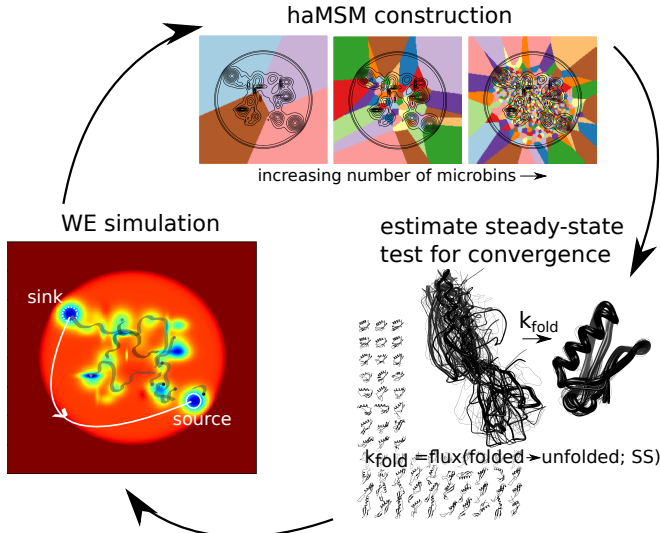 haMSM construction
increasing number of microbins
WE simulation
sink
source
estimate steady-state
test for convergence
k_fold
k_fold =flux(folded→unfolded; SS)